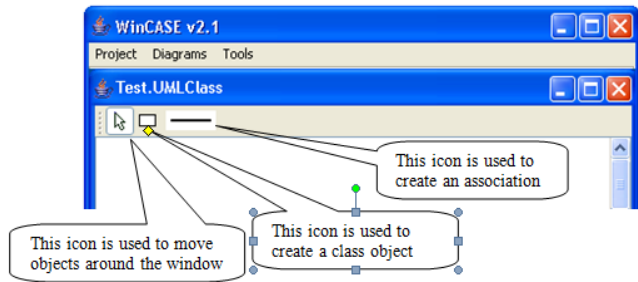 WinCASE v2.1
Project Diagrams Tools
Test.UMLClass
This icon is used to
create an association
This icon is used to
create a class object
This icon is used to move
objects around the window